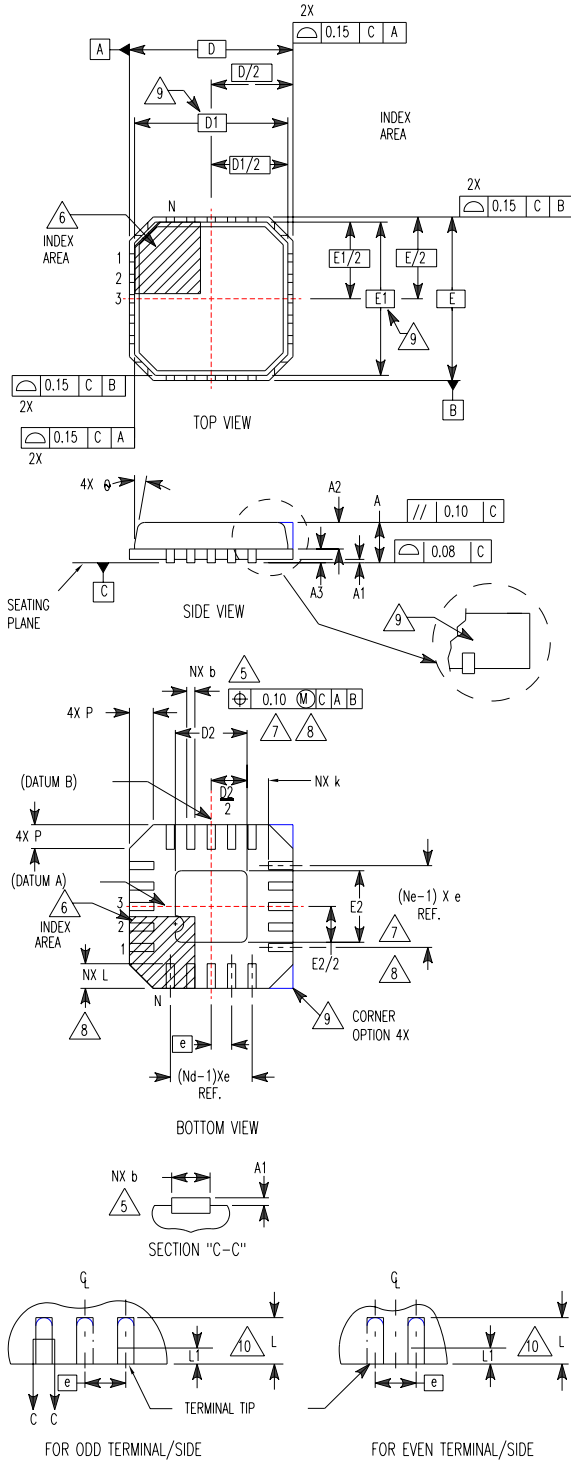 2X
0.15 C A
A
D
D/2
9
D1
INDEX
AREA
D1/2
2X
0.15 C B
N
6
INDEX
AREA
1
2
3
E1/2
E/2
E1
E
9
0.15 C B
2X
B
TOP VIEW
0.15 C A
2X
4X θ
A2
A
// 0.10 C
0.08 C
C
A3
A1
SEATING
PLANE
SIDE VIEW
9
NX b
5
0.10 M C A B
4X P
D2
7
8
(DATUM B)
D2
2
NX k
4X P
(DATUM A)
6
INDEX
AREA
3
2
1
E2
(Ne-1) X e
REF.
7
E2/2
8
NX L
8
N
9
CORNER
OPTION 4X
e
(Nd-1)Xe
REF.
BOTTOM VIEW
NX b
A1
5
SECTION "C-C"
CL
CL
10
L
L1
10
L
L1
e
e
C C
TERMINAL TIP
FOR ODD TERMINAL/SIDE
FOR EVEN TERMINAL/SIDE